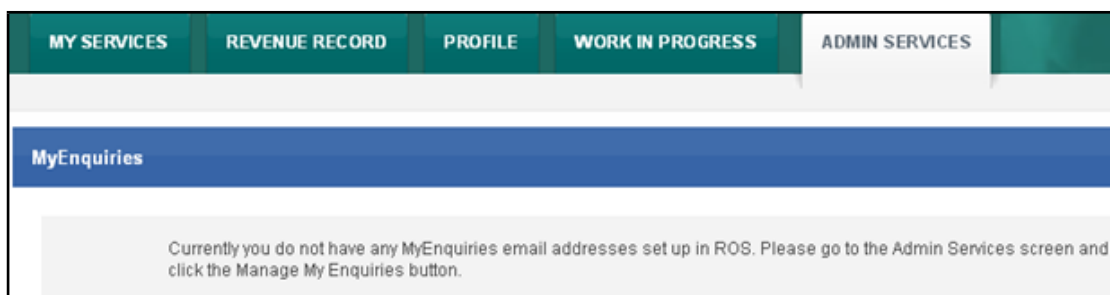 MY SERVICES REVENUE RECORD PROFILE WORK IN PROGRESS ADMIN SERVICES
MyEnquiries
Currently you do not have any MyEnquiries email addresses set up in ROS. Please go to the Admin Services screen and
click the Manage My Enquiries button.